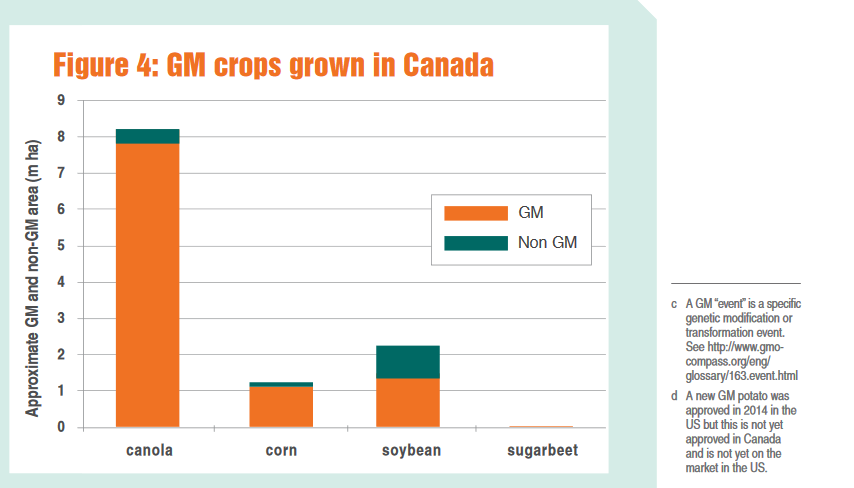 Figure 4: GM crops grown in Canada
Approximate GM and non-GM area (m ha)
9
8
7
6
5
4
3
2
1
0
GM
Non GM
canola corn soybean sugarbeet
c A GM “event” is a specific
genetic modification or
transformation event.
See http://www.gmo-
compass.org/eng/
glossary/163.event.html
d A new GM potato was
approved in 2014 in the
US but this is not yet
approved in Canada
and is not yet on the
market in the US.